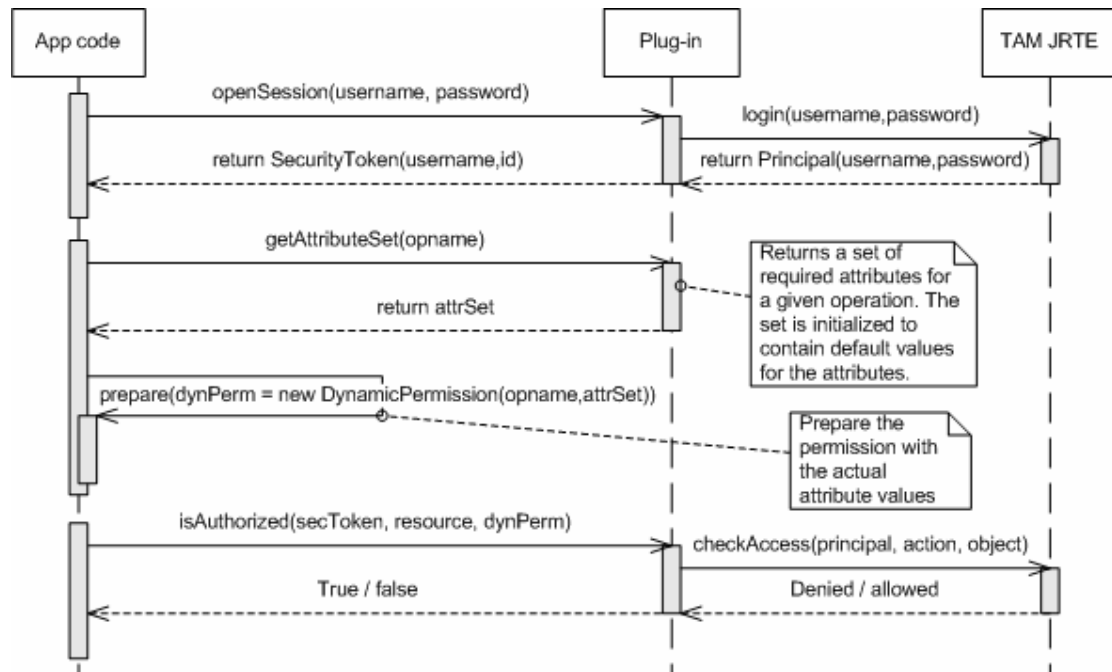 App code
Plug-in
TAM JRTE
openSession(username, password)
login(username,password)
return SecurityToken(username,id)
return Principal(username,password)
getAttributeSet(opname)
Returns a set of
required attributes for
a given operation. The
set is initialized to
contain default values
for the attributes.
return attrSet
prepare(dynPerm = new DynamicPermission(opname,attrSet))
Prepare the
permission with
the actual
attribute values
isAuthorized(secToken, resource, dynPerm)
checkAccess(principal, action, object)
True / false
Denied / allowed